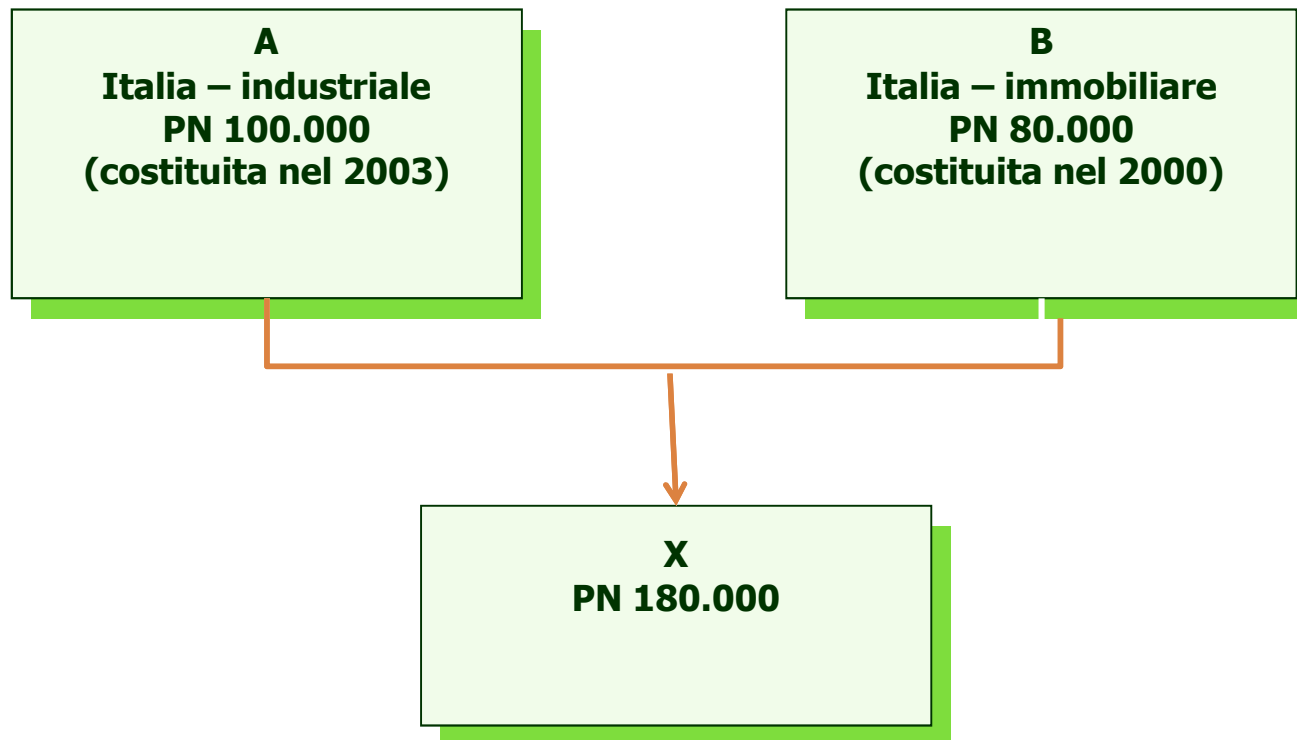 A
Italia – industriale
PN 100.000
(costituita nel 2003)
B
Italia – immobiliare
PN 80.000
(costituita nel 2000)
X
PN 180.000